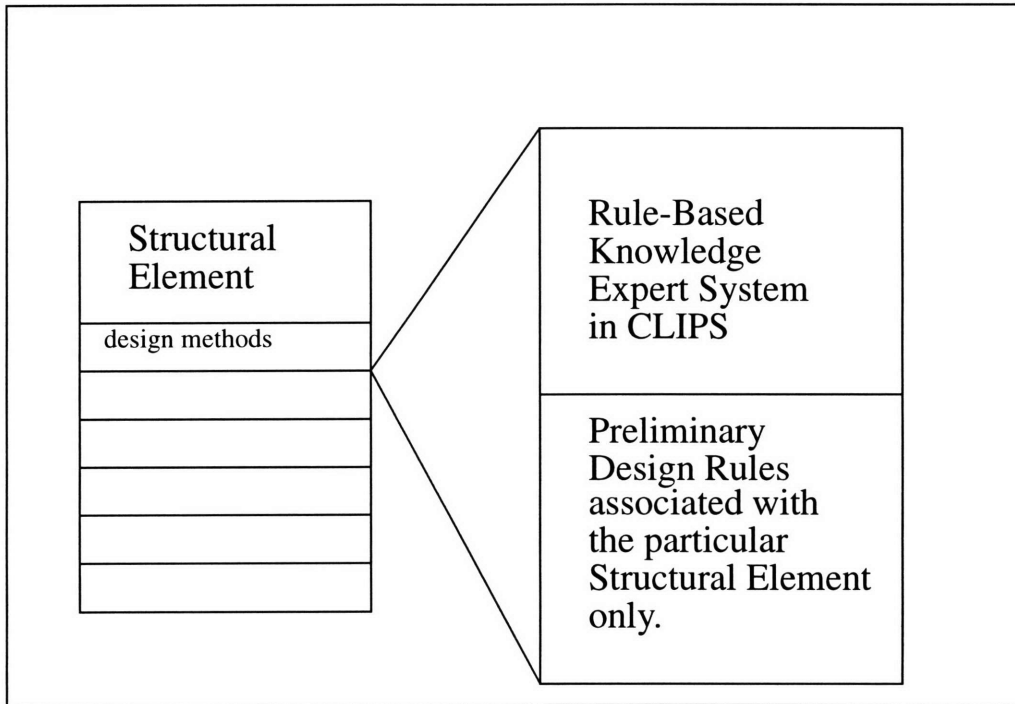 Structural
Element
design methods
Rule-Based
Knowledge
Expert System
in CLIPS
Preliminary
Design Rules
associated with
the particular
Structural Element
only.